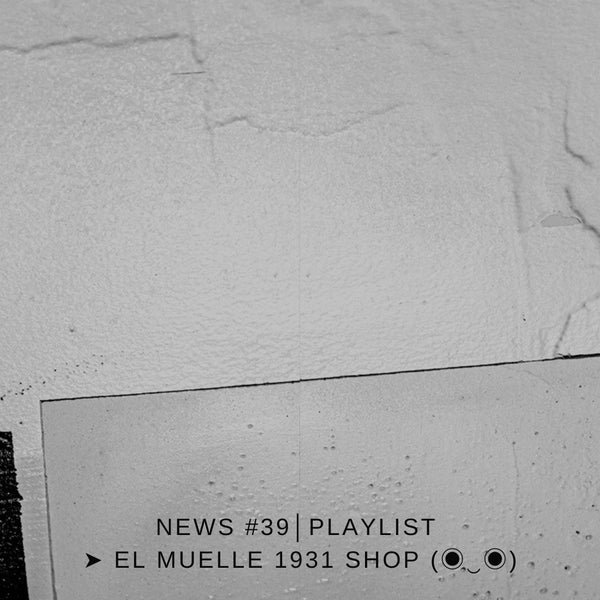 NEWS #39│PLAYLIST
➤ EL MUELLE 1931 SHOP (◉‿◉)